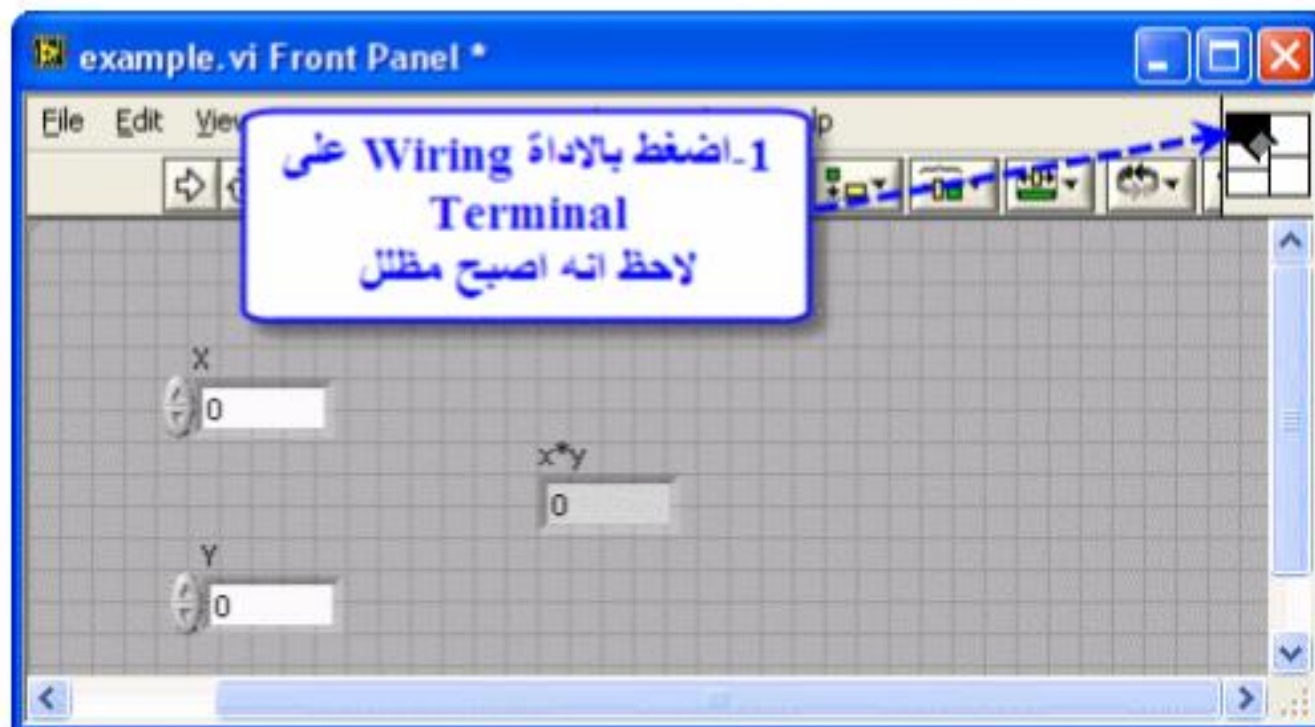 example.vi Front Panel *
File Edit View
1-اضغط بالاداة Wiring على
Terminal
لاحظ انه اصبح مظلل
X
0
x*y
0
Y
0